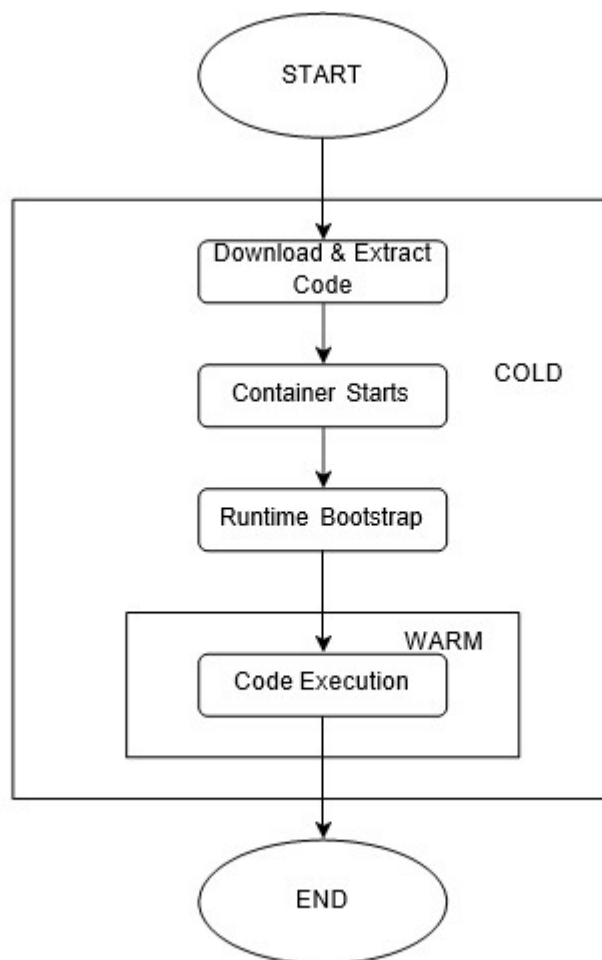 START
Download & Extract
Code
COLD
Container Starts
Runtime Bootstrap
WARM
Code Execution
END